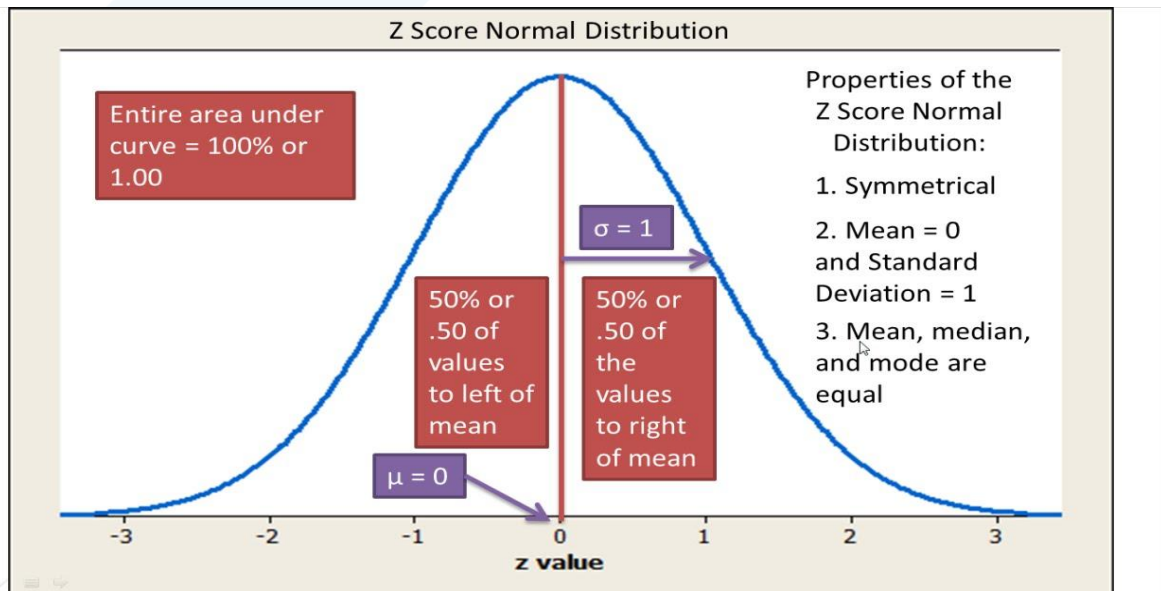 Z Score Normal Distribution
Entire area under
curve = 100% or
1.00
Properties of the
Z Score Normal
Distribution:
1. Symmetrical
2. Mean = 0
and Standard
Deviation = 1
3. Mean, median,
and mode are
equal
σ = 1
50% or
.50 of
values
to left of
mean
50% or
.50 of
the
values
to right
of mean
μ = 0
-3 -2 -1 0 1 2 3
z value